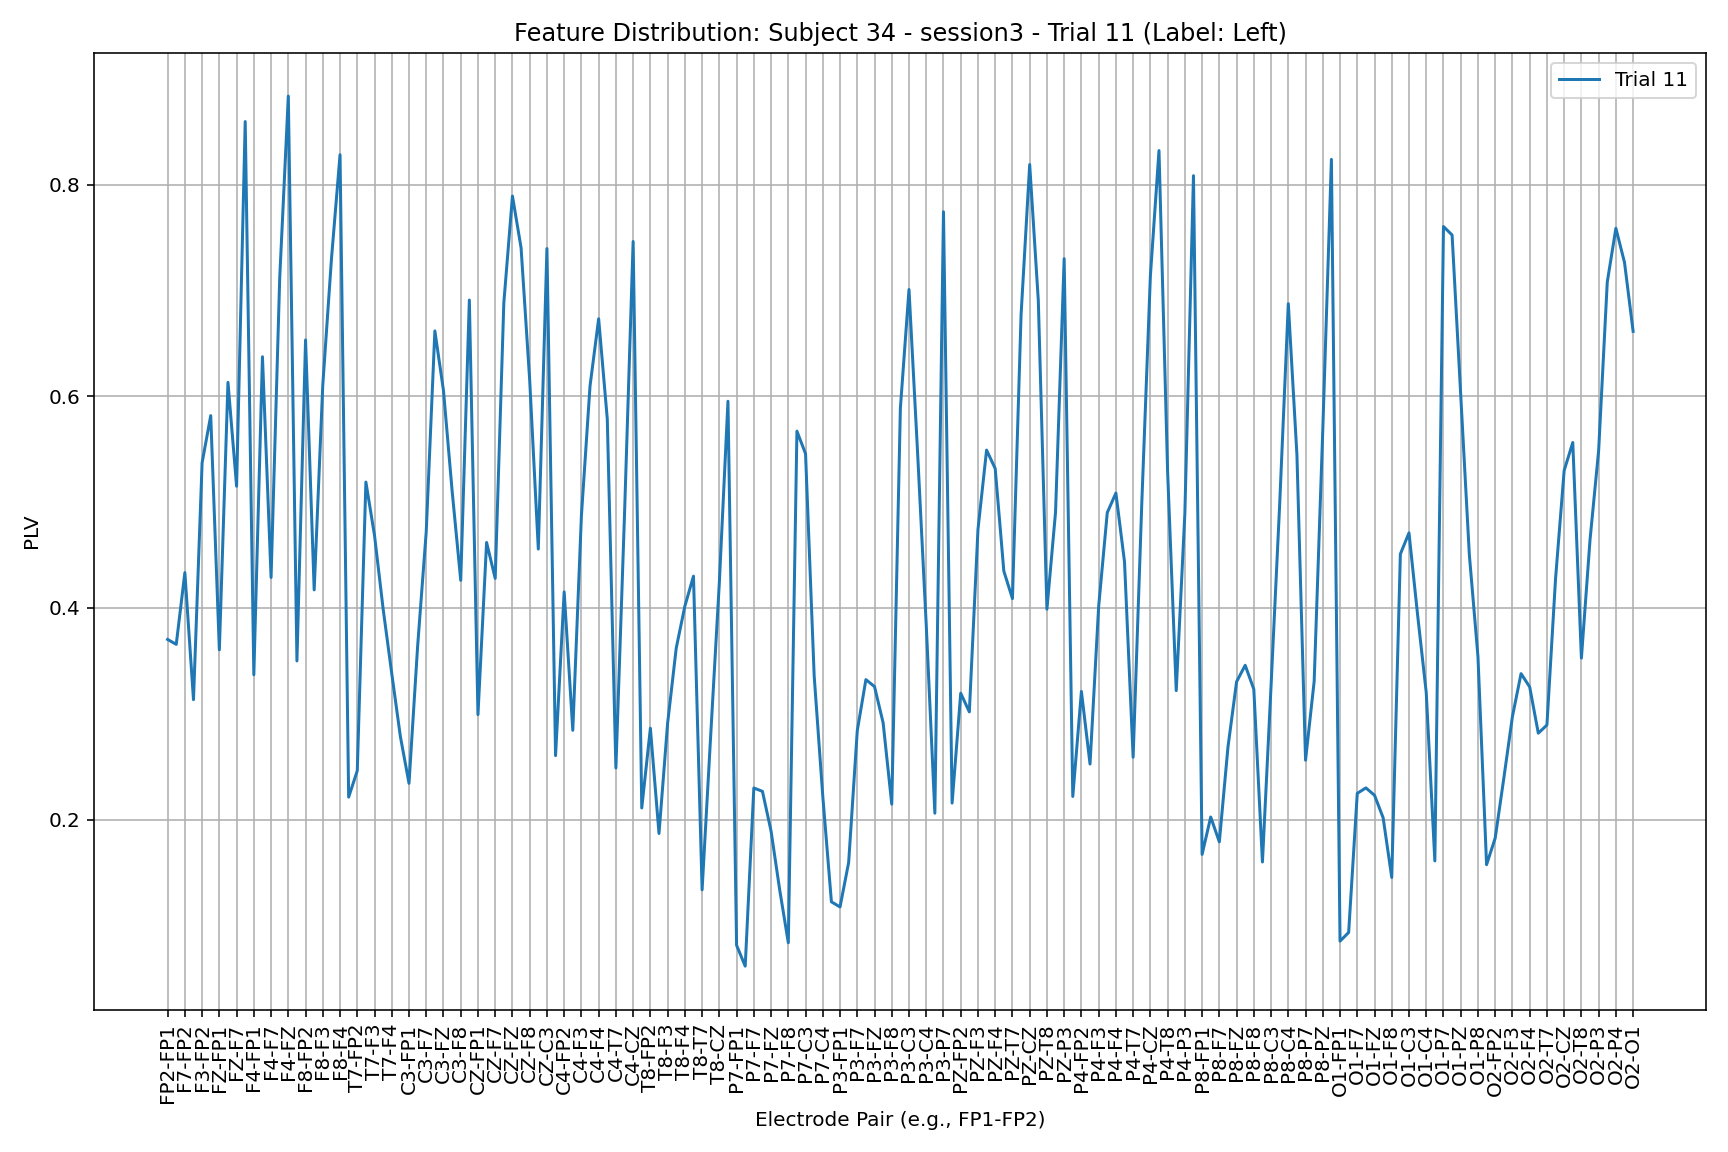 Feature Distribution: Subject 34 - session3 - Trial 11 (Label: Left)
Trial 11
PLV
0.8
0.6
0.4
0.2
FP2-FP1
F7-FP2
F3-FP2
FZ-FP1
FZ-F7
F4-FP1
F4-F7
F4-FZ
F8-FP2
F8-F3
F8-F4
T7-FP2
T7-F3
T7-F4
C3-FP1
C3-F7
C3-FZ
C3-F8
CZ-FP1
CZ-F7
CZ-FZ
CZ-F8
CZ-C3
C4-FP2
C4-F3
C4-F4
C4-T7
C4-CZ
T8-FP2
T8-F3
T8-F4
T8-T7
T8-CZ
P7-FP1
P7-F7
P7-FZ
P7-F8
P7-C3
P7-C4
P3-FP1
P3-F7
P3-FZ
P3-F8
P3-C3
P3-C4
P3-P7
PZ-FP2
PZ-F3
PZ-F4
PZ-T7
PZ-CZ
PZ-T8
PZ-P3
P4-FP2
P4-F3
P4-F4
P4-T7
P4-CZ
P4-T8
P4-P3
P8-FP1
P8-F7
P8-FZ
P8-F8
P8-C3
P8-C4
P8-P7
P8-PZ
O1-FP1
O1-F7
O1-FZ
O1-F8
O1-C3
O1-C4
O1-P7
O1-PZ
O1-P8
O2-FP2
O2-F3
O2-F4
O2-T7
O2-CZ
O2-T8
O2-P3
O2-P4
O2-O1
Electrode Pair (e.g., FP1-FP2)